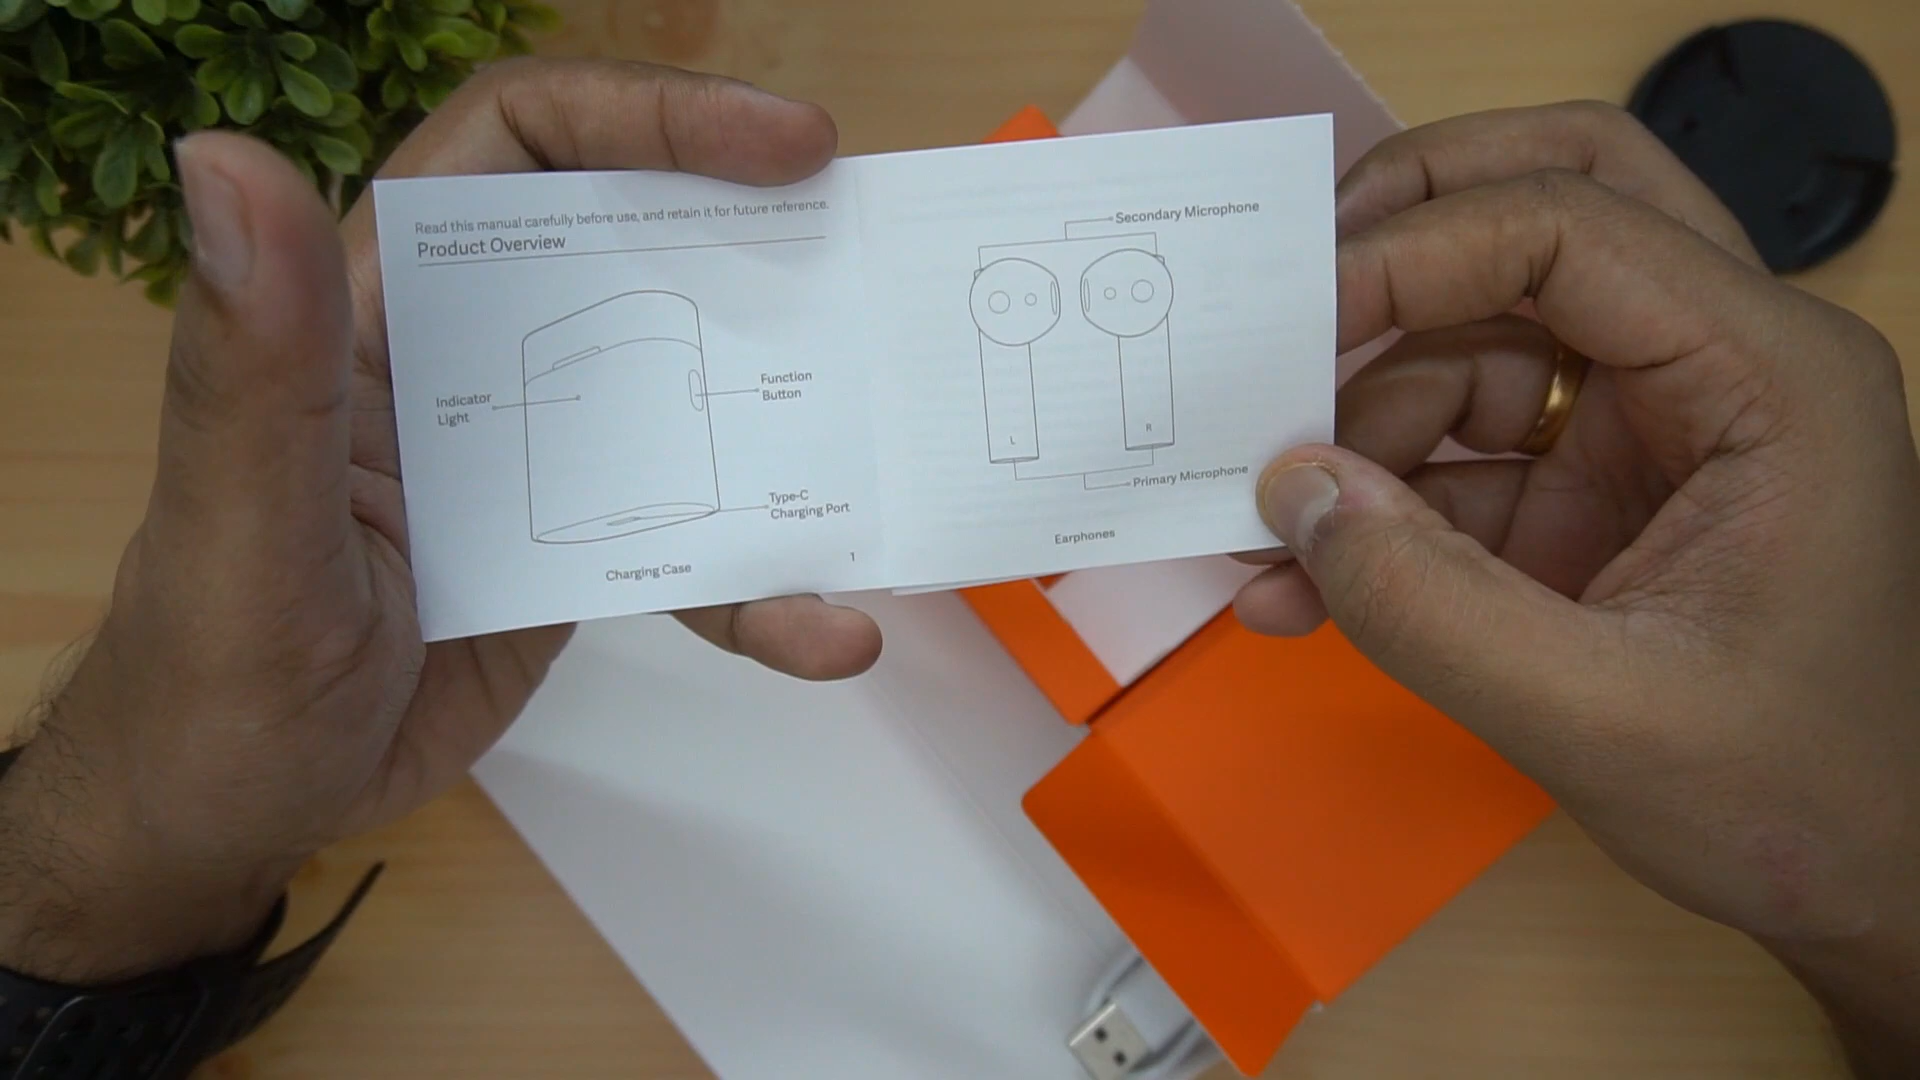 Read this manual carefully before use, and retain it for future reference.
Product Overview
Indicator
Light
Function
Button
Type-C
Charging Port
Charging Case
1
Secondary Microphone
L
R
Primary Microphone
Earphones